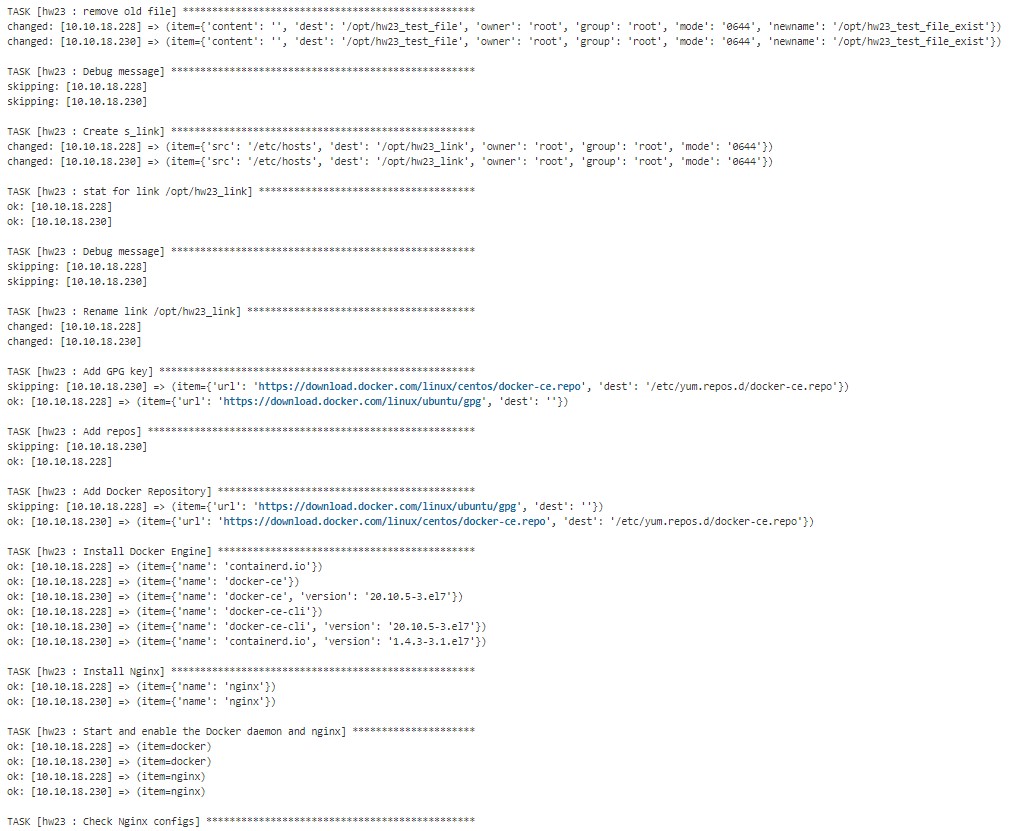 TASK [hw23 : remove old file] **************************************************
changed: [10.10.18.228] => (item={'content': '', 'dest': '/opt/hw23_test_file', 'owner': 'root', 'group': 'root', 'mode': '0644', 'newname': '/opt/hw23_test_file_exist'})
changed: [10.10.18.230] => (item={'content': '', 'dest': '/opt/hw23_test_file', 'owner': 'root', 'group': 'root', 'mode': '0644', 'newname': '/opt/hw23_test_file_exist'})
TASK [hw23 : Debug message] ****************************************************
skipping: [10.10.18.228]
skipping: [10.10.18.230]
TASK [hw23 : Create s_link] ****************************************************
changed: [10.10.18.228] => (item={'src': '/etc/hosts', 'dest': '/opt/hw23_link', 'owner': 'root', 'group': 'root', 'mode': '0644'})
changed: [10.10.18.230] => (item={'src': '/etc/hosts', 'dest': '/opt/hw23_link', 'owner': 'root', 'group': 'root', 'mode': '0644'})
TASK [hw23 : stat for link /opt/hw23_link] *************************************
ok: [10.10.18.228]
ok: [10.10.18.230]
TASK [hw23 : Debug message] ****************************************************
skipping: [10.10.18.228]
skipping: [10.10.18.230]
TASK [hw23 : Rename link /opt/hw23_link] ***************************************
changed: [10.10.18.228]
changed: [10.10.18.230]
TASK [hw23 : Add GPG key] ******************************************************
skipping: [10.10.18.230] => (item={'url': 'https://download.docker.com/linux/centos/docker-ce.repo', 'dest': '/etc/yum.repos.d/docker-ce.repo'})
ok: [10.10.18.228] => (item={'url': 'https://download.docker.com/linux/ubuntu/gpg', 'dest': ''})
TASK [hw23 : Add repos] ********************************************************
skipping: [10.10.18.230]
ok: [10.10.18.228]
TASK [hw23 : Add Docker Repository] ********************************************
skipping: [10.10.18.228] => (item={'url': 'https://download.docker.com/linux/ubuntu/gpg', 'dest': ''})
ok: [10.10.18.230] => (item={'url': 'https://download.docker.com/linux/centos/docker-ce.repo', 'dest': '/etc/yum.repos.d/docker-ce.repo'})
TASK [hw23 : Install Docker Engine] ********************************************
ok: [10.10.18.228] => (item={'name': 'containerd.io'})
ok: [10.10.18.228] => (item={'name': 'docker-ce'})
ok: [10.10.18.230] => (item={'name': 'docker-ce', 'version': '20.10.5-3.el7'})
ok: [10.10.18.228] => (item={'name': 'docker-ce-cli'})
ok: [10.10.18.230] => (item={'name': 'docker-ce-cli', 'version': '20.10.5-3.el7'})
ok: [10.10.18.230] => (item={'name': 'containerd.io', 'version': '1.4.3-3.1.el7'})
TASK [hw23 : Install Nginx] ****************************************************
ok: [10.10.18.228] => (item={'name': 'nginx'})
ok: [10.10.18.230] => (item={'name': 'nginx'})
TASK [hw23 : Start and enable the Docker daemon and nginx] *********************
ok: [10.10.18.228] => (item=docker)
ok: [10.10.18.230] => (item=docker)
ok: [10.10.18.228] => (item=nginx)
ok: [10.10.18.230] => (item=nginx)
TASK [hw23 : Check Nginx configs] **********************************************